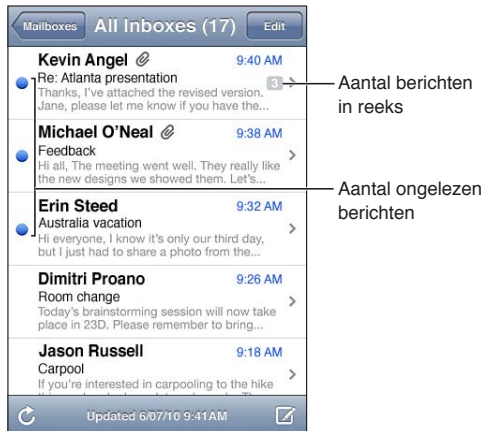 Mailboxes All Inboxes (17) Edit
Kevin Angel 9:40 AM
Re: Atlanta presentation
Thanks, I've attached the revised version. 3
Jane, please let me know if you have the...
Michael O'Neal 9:38 AM
Feedback
Hi all, The meeting went well. They really like
the new designs we showed them. Let's...
Erin Steed 9:32 AM
Australia vacation
Hi everyone, I know it's only our third day,
but I just had to share a photo from the...
Dimitri Proano 9:26 AM
Room change
Today's brainstorming session will now take
place in 23D. Please remember to bring...
Jason Russell 9:18 AM
Carpool
If you're interested in carpooling to the hike
Updated 6/07/10 9:41AM
Aantal berichten
in reeks
Aantal ongelezen
berichten